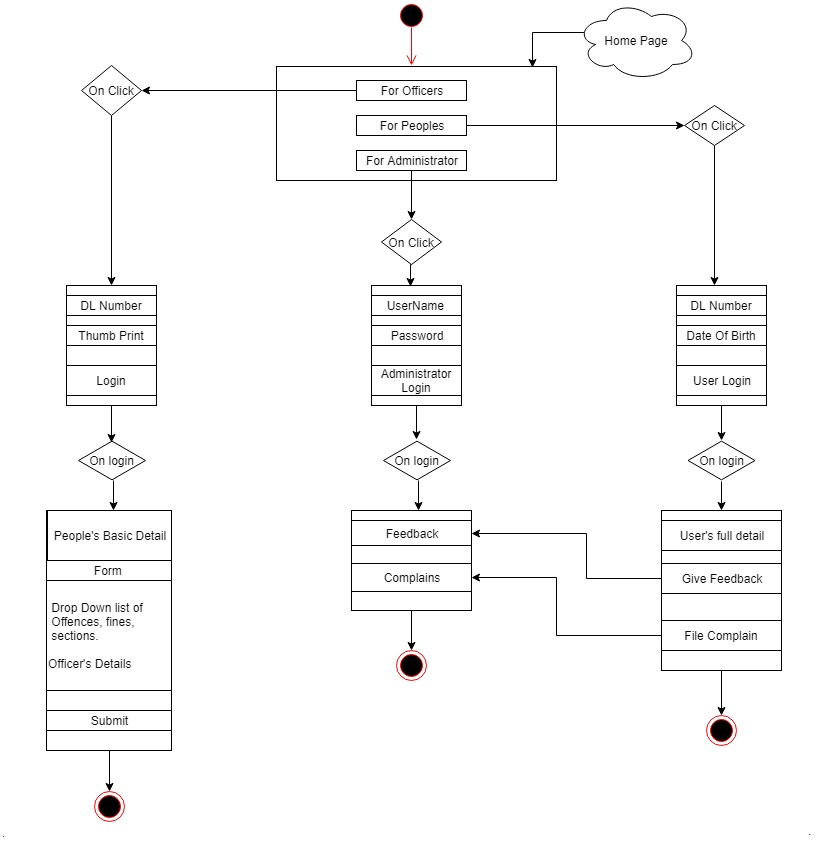 Home Page
For Officers
On Click
For Peoples
On Click
For Administrator
On Click
DL Number
Thumb Print
Login
UserName
Password
Administrator
Login
DL Number
Date Of Birth
User Login
On login
On login
On login
People's Basic Detail
Form
Drop Down list of
Offences, fines,
sections.
Officer's Details
Submit
Feedback
Complains
User's full detail
Give Feedback
File Complain